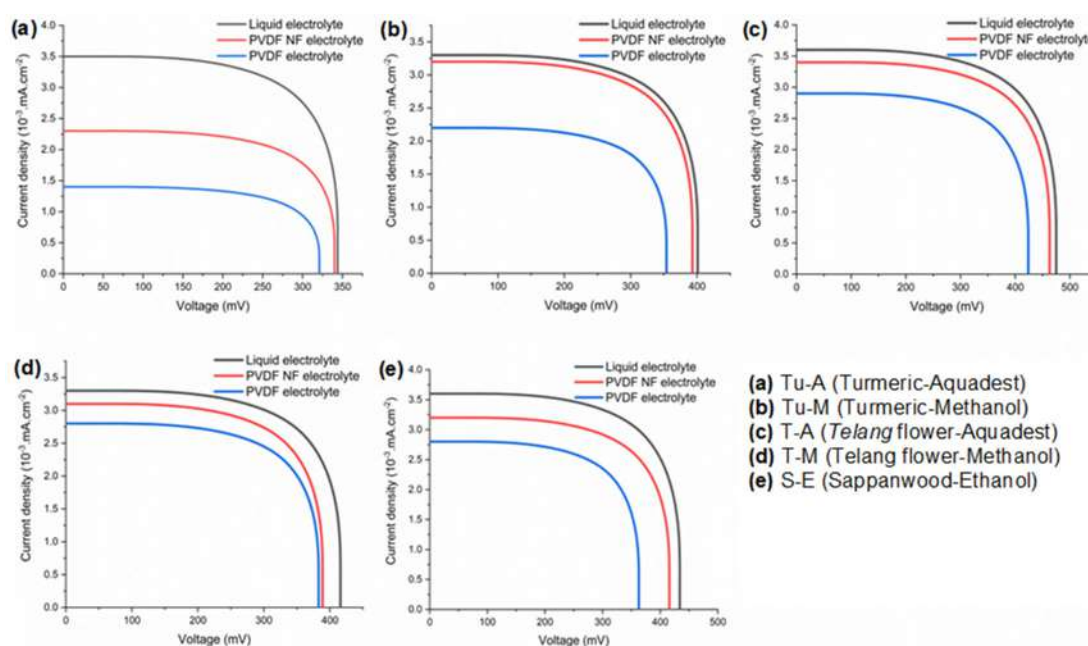 (a)
Liquid electrolyte
PVDF NF electrolyte
PVDF electrolyte
Current density (10⁻³.mA.cm⁻²)
4.0
3.5
3.0
2.5
2.0
1.5
1.0
0.5
0.0
0 50 100 150 200 250 300 350
Voltage (mV)
(b)
Liquid electrolyte
PVDF NF electrolyte
PVDF electrolyte
Current density (10⁻³.mA.cm⁻²)
3.5
3.0
2.5
2.0
1.5
1.0
0.5
0.0
0 100 200 300 400
Voltage (mV)
(c)
Liquid electrolyte
PVDF NF electrolyte
PVDF electrolyte
Current density (10⁻³.mA.cm⁻²)
4.0
3.5
3.0
2.5
2.0
1.5
1.0
0.5
0.0
0 100 200 300 400 500
Voltage (mV)
(d)
Liquid electrolyte
PVDF NF electrolyte
PVDF electrolyte
Current density (10⁻³.mA.cm⁻²)
3.5
3.0
2.5
2.0
1.5
1.0
0.5
0.0
0 100 200 300 400
Voltage (mV)
(e)
Liquid electrolyte
PVDF NF electrolyte
PVDF electrolyte
Current density (10⁻³.mA.cm⁻²)
4.0
3.5
3.0
2.5
2.0
1.5
1.0
0.5
0.0
0 100 200 300 400 500
Voltage (mV)
(a) Tu-A (Turmeric-Aquadest)
(b) Tu-M (Turmeric-Methanol)
(c) T-A (Telang flower-Aquadest)
(d) T-M (Telang flower-Methanol)
(e) S-E (Sappanwood-Ethanol)